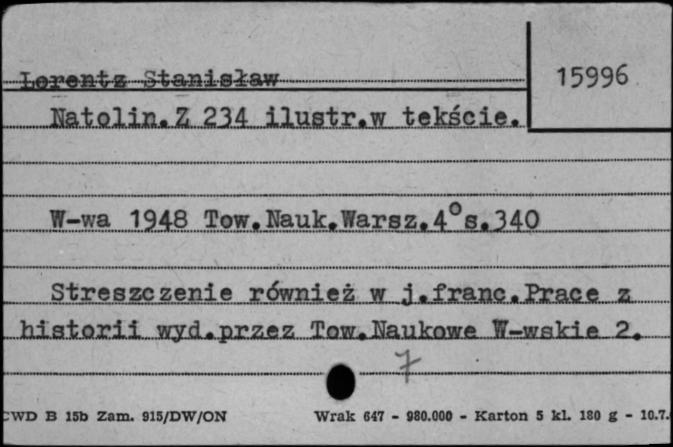 Lorentz Stanisław
15996
Natolin. Z 234 ilustr.w tekście.
W-wa 1948 Tow.Nauk.Warsz.4° s.340
Streszczenie również w j.franc.Prace z
historii wyd.przez Tow.Naukowe W-wskie 2.
7
CWD B 15b Zam. 915/DW/ON
Wrak 647 - 980.000 - Karton 5 kl. 180 g - 10.7.